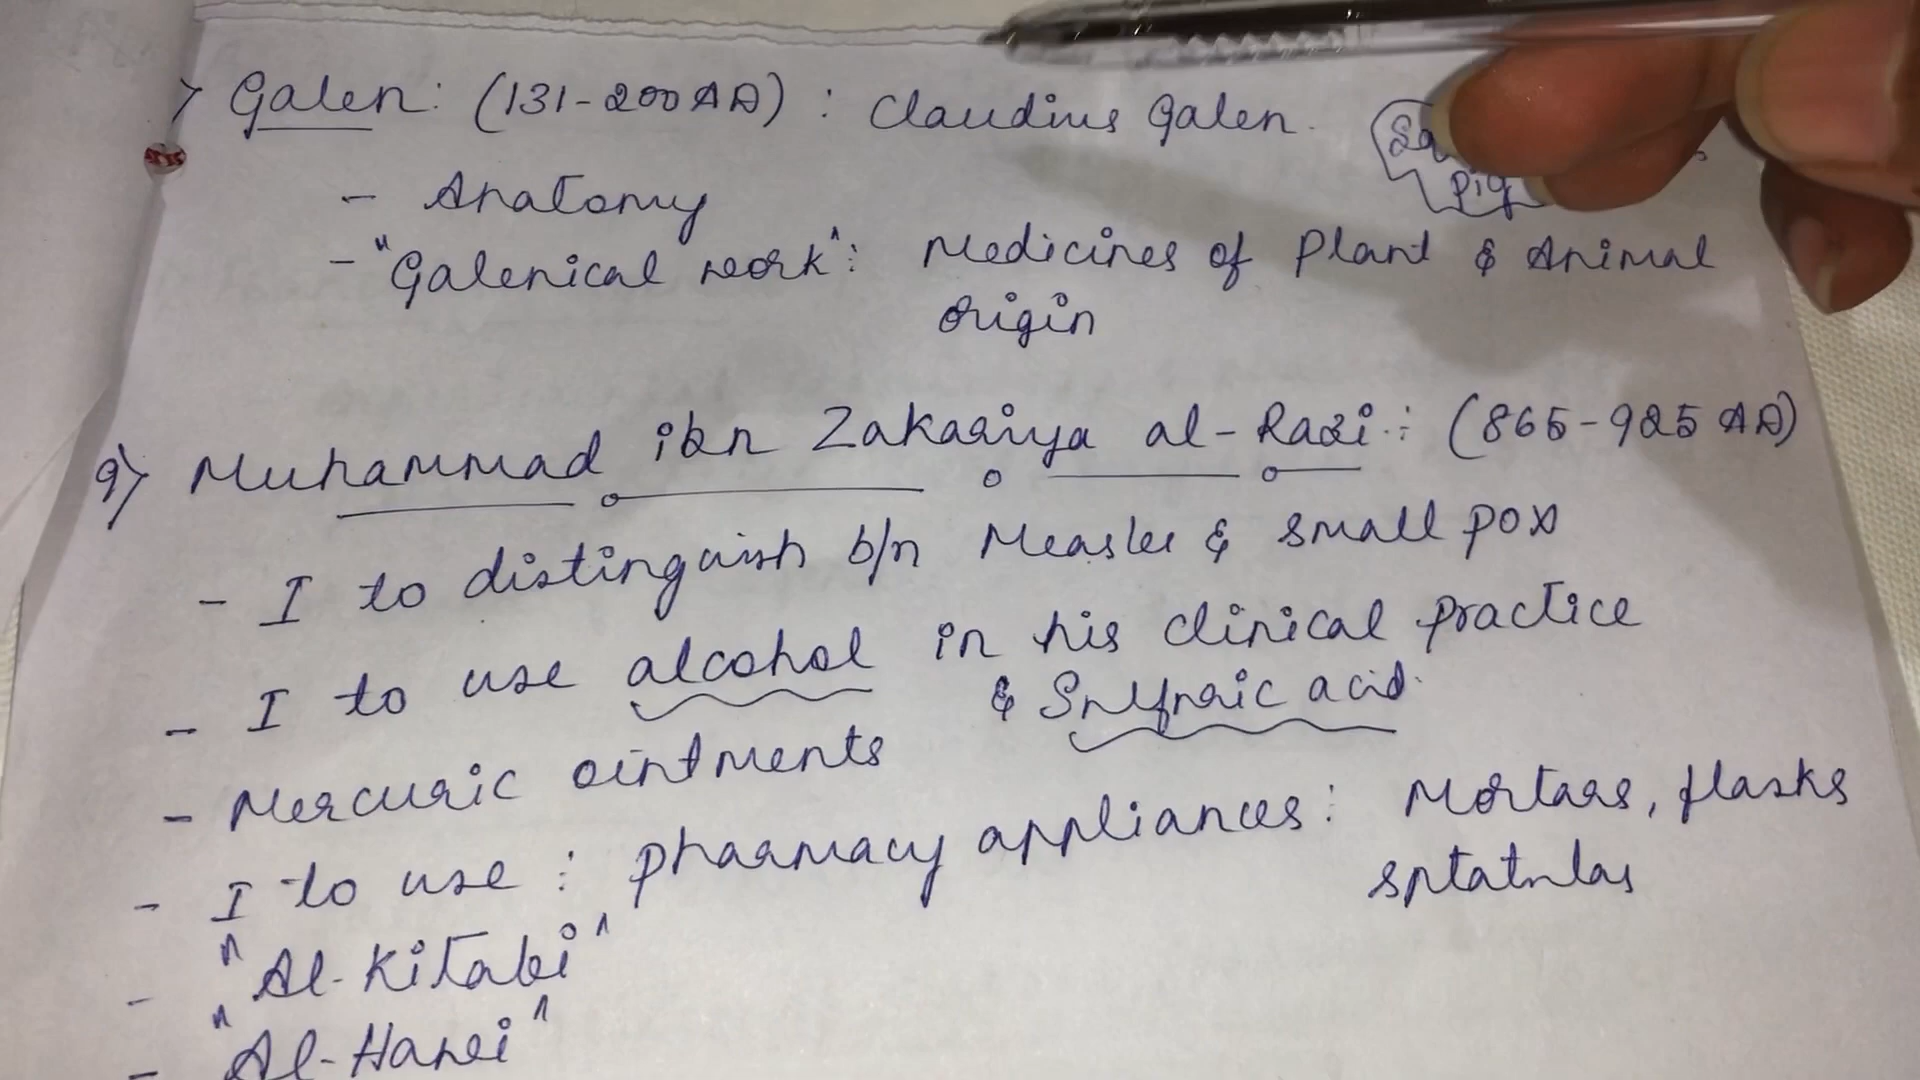 > Galen: (131-200 AD) : Claudius Galen.
Pig
- Anatomy
- "Galenical work": Medicines of Plant & Animal
origin
9> Muhammad ibn Zakariya al-Razi: (865-925 AD)
- I to distinguish b/n Measles & small pox
- I to use alcohol in his clinical practice
& Sulfuric acid.
- Mercuric ointments
- I to use : pharmacy appliances: Mortars, flasks
sptatulas
- "Al-Kitabi"
- "Al-Hawi"